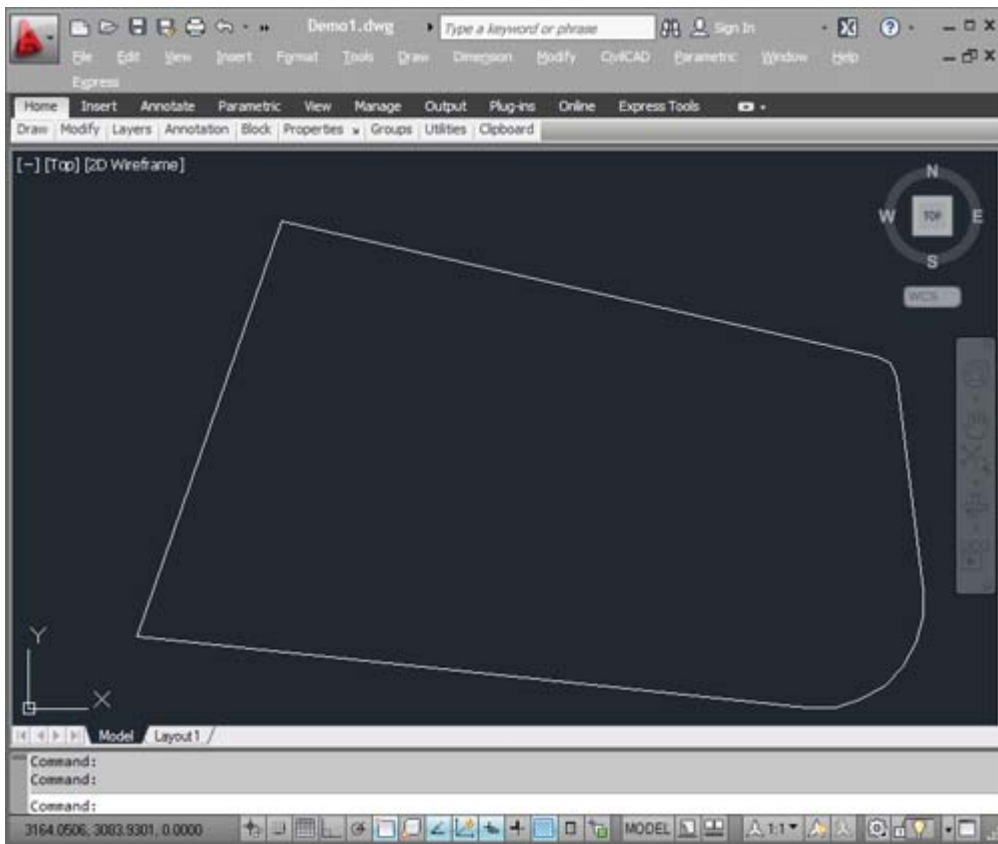 Demo1.dwg Type a keyword or phrase Sign In
File Edit View Insert Format Tools Draw Dimension Modify CivilCAD Parametric Window Help
Express
Home Insert Annotate Parametric View Manage Output Plug-ins Online Express Tools
Draw Modify Layers Annotation Block Properties Groups Utilities Clipboard
[−] [Top] [2D Wireframe]
N
W TOP E
S
WCS
Y
X
Model Layout1
Command:
Command:
Command:
3164.0506, 3083.9301, 0.0000 MODEL 1:1